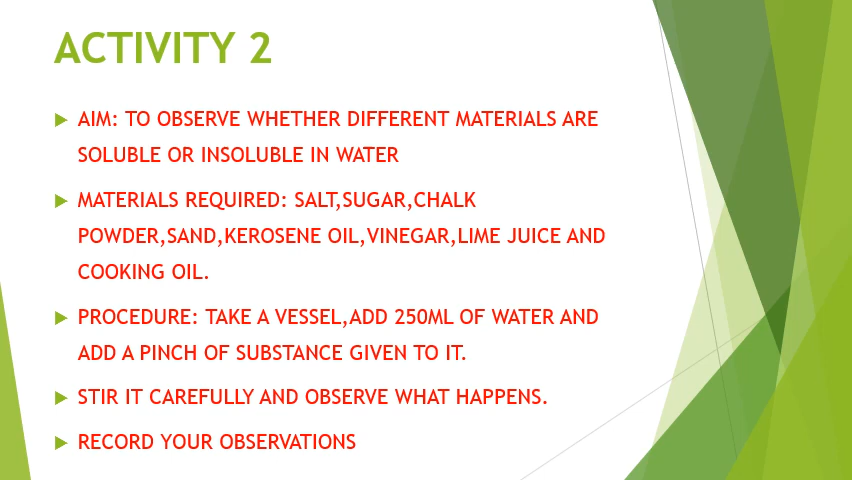 ACTIVITY 2
AIM: TO OBSERVE WHETHER DIFFERENT MATERIALS ARE
SOLUBLE OR INSOLUBLE IN WATER
MATERIALS REQUIRED: SALT,SUGAR,CHALK
POWDER,SAND,KEROSENE OIL,VINEGAR,LIME JUICE AND
COOKING OIL.
PROCEDURE: TAKE A VESSEL,ADD 250ML OF WATER AND
ADD A PINCH OF SUBSTANCE GIVEN TO IT.
STIR IT CAREFULLY AND OBSERVE WHAT HAPPENS.
RECORD YOUR OBSERVATIONS